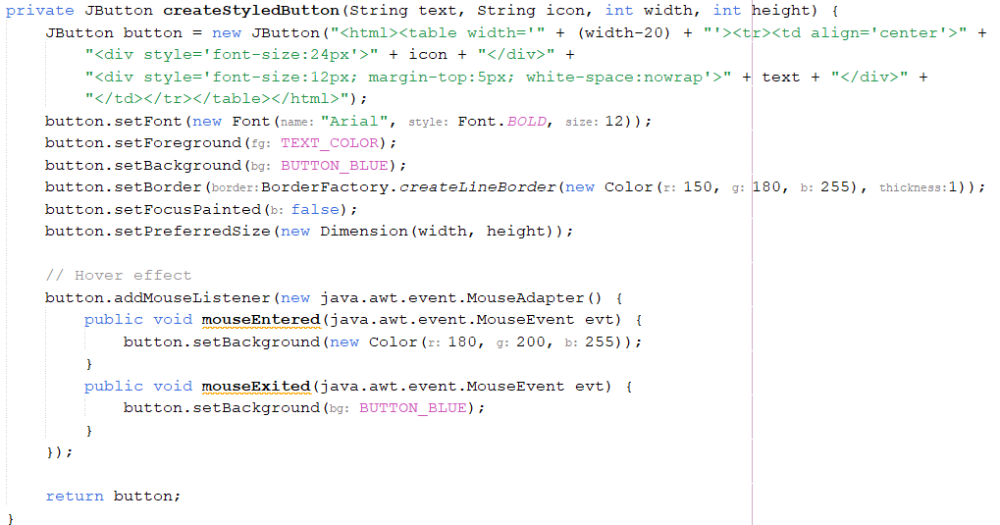 private JButton createStyledButton(String text, String icon, int width, int height) {
    JButton button = new JButton("<html><table width='" + (width-20) + "'><tr><td align='center'>" +
        "<div style='font-size:24px'>" + icon + "</div>" +
        "<div style='font-size:12px; margin-top:5px; white-space:nowrap'>" + text + "</div>" +
        "</td></tr></table></html>");
    button.setFont(new Font(name: "Arial", style: Font.BOLD, size: 12));
    button.setForeground(fg: TEXT_COLOR);
    button.setBackground(bg: BUTTON_BLUE);
    button.setBorder(border:BorderFactory.createLineBorder(new Color(r: 150, g: 180, b: 255), thickness:1));
    button.setFocusPainted(b: false);
    button.setPreferredSize(new Dimension(width, height));

    // Hover effect
    button.addMouseListener(new java.awt.event.MouseAdapter() {
        public void mouseEntered(java.awt.event.MouseEvent evt) {
            button.setBackground(new Color(r: 180, g: 200, b: 255));
        }
        public void mouseExited(java.awt.event.MouseEvent evt) {
            button.setBackground(bg: BUTTON_BLUE);
        }
    });

    return button;
}